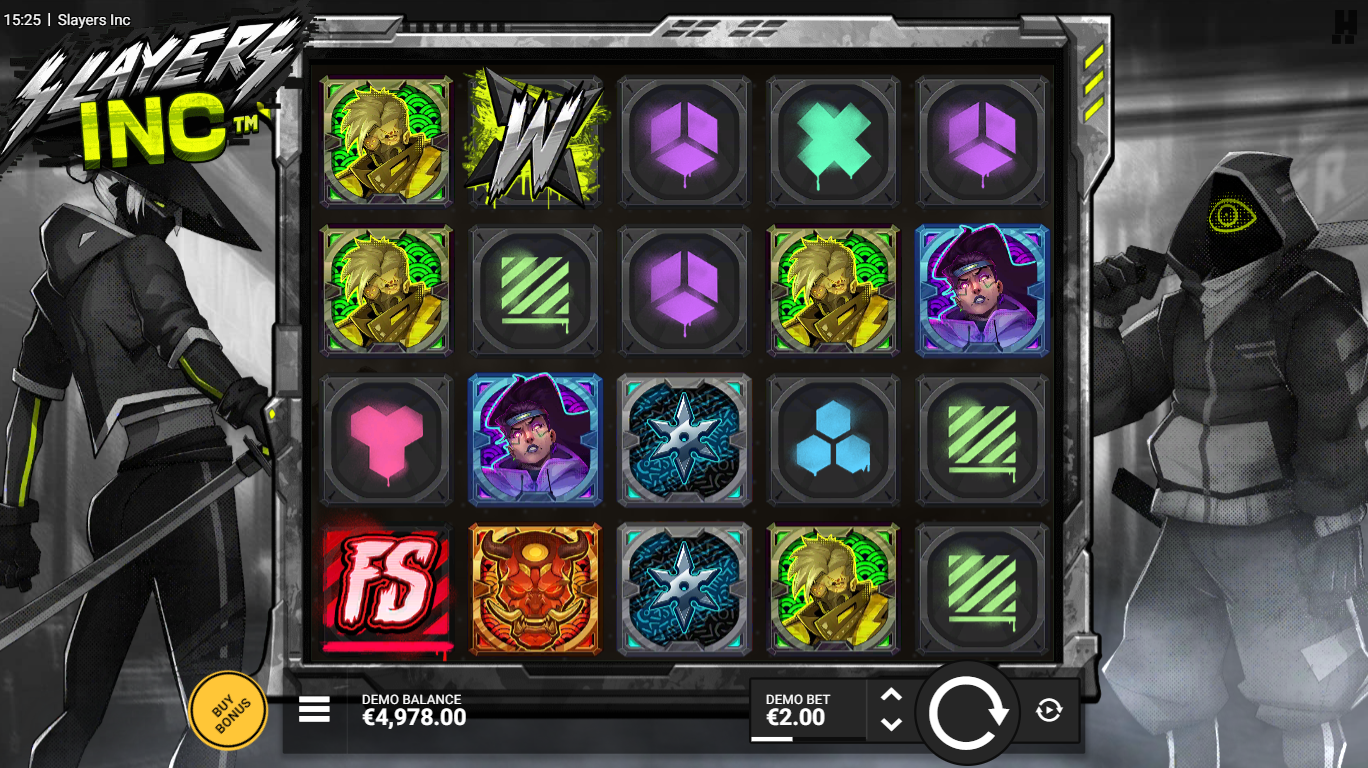 15:25 | Slayers Inc
SLAYERS
INC™
W
FS
BUY
BONUS
DEMO BALANCE
€4,978.00
DEMO BET
€2.00